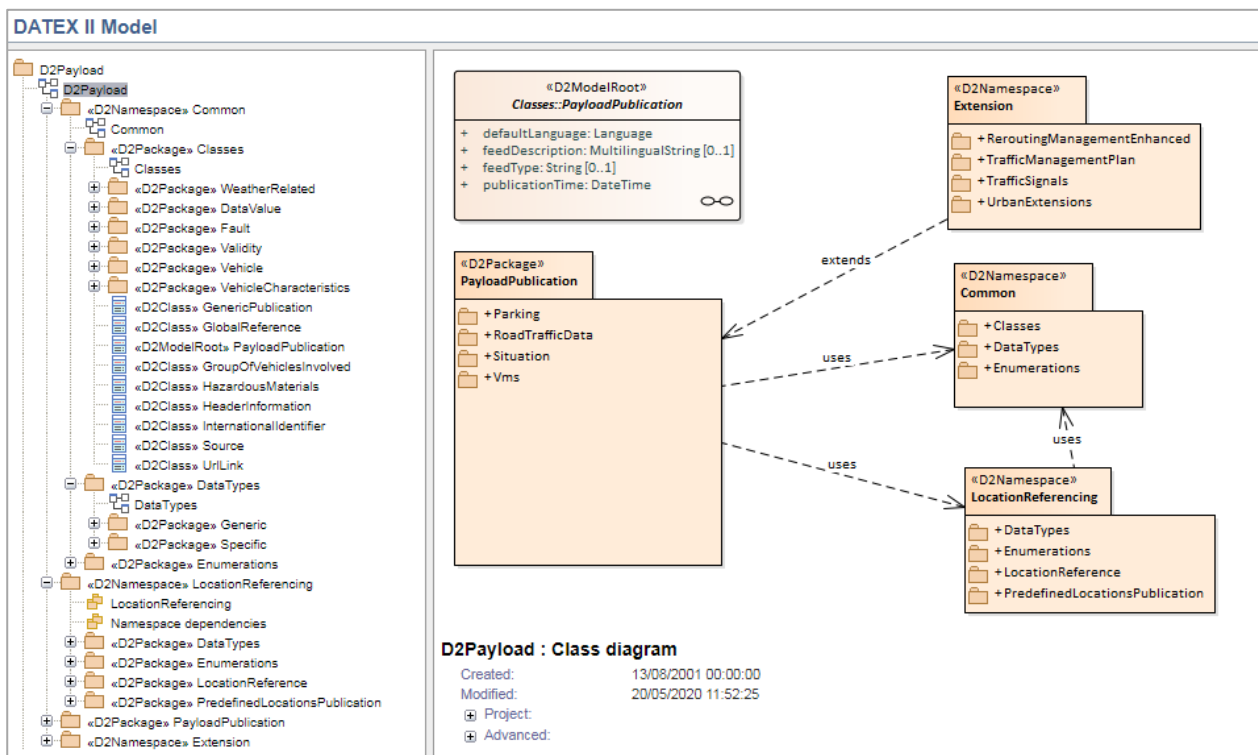 DATEX II Model
D2Payload
D2Payload
«D2Namespace» Common
Common
«D2Package» Classes
Classes
«D2Package» WeatherRelated
«D2Package» DataValue
«D2Package» Fault
«D2Package» Validity
«D2Package» Vehicle
«D2Package» VehicleCharacteristics
«D2Class» GenericPublication
«D2Class» GlobalReference
«D2ModelRoot» PayloadPublication
«D2Class» GroupOfVehiclesInvolved
«D2Class» HazardousMaterials
«D2Class» HeaderInformation
«D2Class» InternationalIdentifier
«D2Class» Source
«D2Class» UrlLink
«D2Package» DataTypes
DataTypes
«D2Package» Generic
«D2Package» Specific
«D2Package» Enumerations
«D2Namespace» LocationReferencing
LocationReferencing
Namespace dependencies
«D2Package» DataTypes
«D2Package» Enumerations
«D2Package» LocationReference
«D2Package» PredefinedLocationsPublication
«D2Package» PayloadPublication
«D2Namespace» Extension
«D2ModelRoot»
Classes::PayloadPublication
+ defaultLanguage: Language
+ feedDescription: MultilingualString [0..1]
+ feedType: String [0..1]
+ publicationTime: DateTime
«D2Namespace»
Extension
+ReroutingManagementEnhanced
+TrafficManagementPlan
+TrafficSignals
+UrbanExtensions
extends
«D2Package»
PayloadPublication
+Parking
+RoadTrafficData
+Situation
+Vms
uses
«D2Namespace»
Common
+Classes
+DataTypes
+Enumerations
uses
uses
«D2Namespace»
LocationReferencing
+DataTypes
+Enumerations
+LocationReference
+PredefinedLocationsPublication
D2Payload : Class diagram
Created: 13/08/2001 00:00:00
Modified: 20/05/2020 11:52:25
Project:
Advanced: